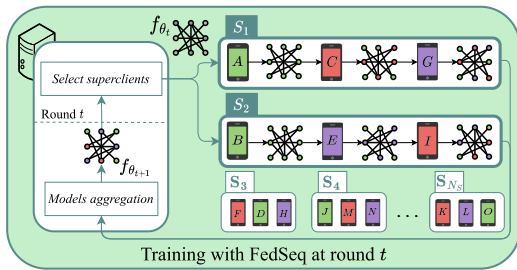 f_{θ_t}
S_1
Select superclients
A
C
G
Round t
S_2
f_{θ_{t+1}}
B
E
I
S_3
S_4
S_{N_S}
Models aggregation
F
D
H
J
M
N
. . .
K
L
O
Training with FedSeq at round t